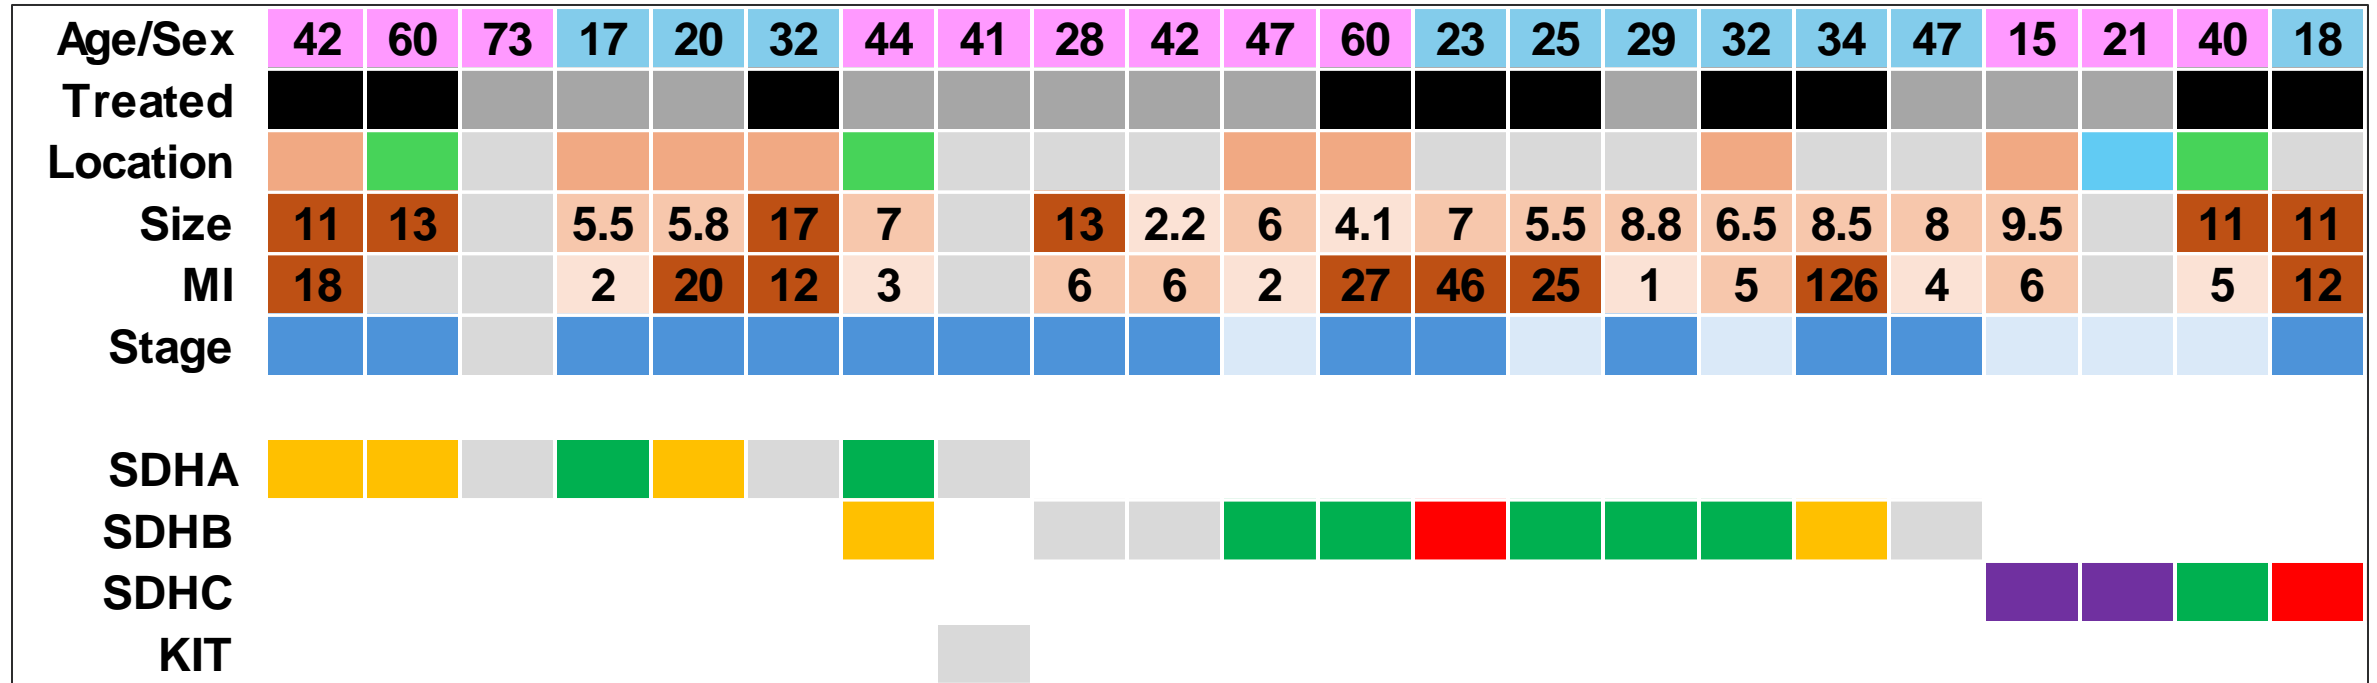 Age/Sex 42 60 73 17 20 32 44 41 28 42 47 60 23 25 29 32 34 47 15 21 40 18
Treated
Location
Size 11 13 5.5 5.8 17 7 13 2.2 6 4.1 7 5.5 8.8 6.5 8.5 8 9.5 11 11
MI 18 2 20 12 3 6 6 2 27 46 25 1 5 126 4 6 5 12
Stage
SDHA
SDHB
SDHC
KIT